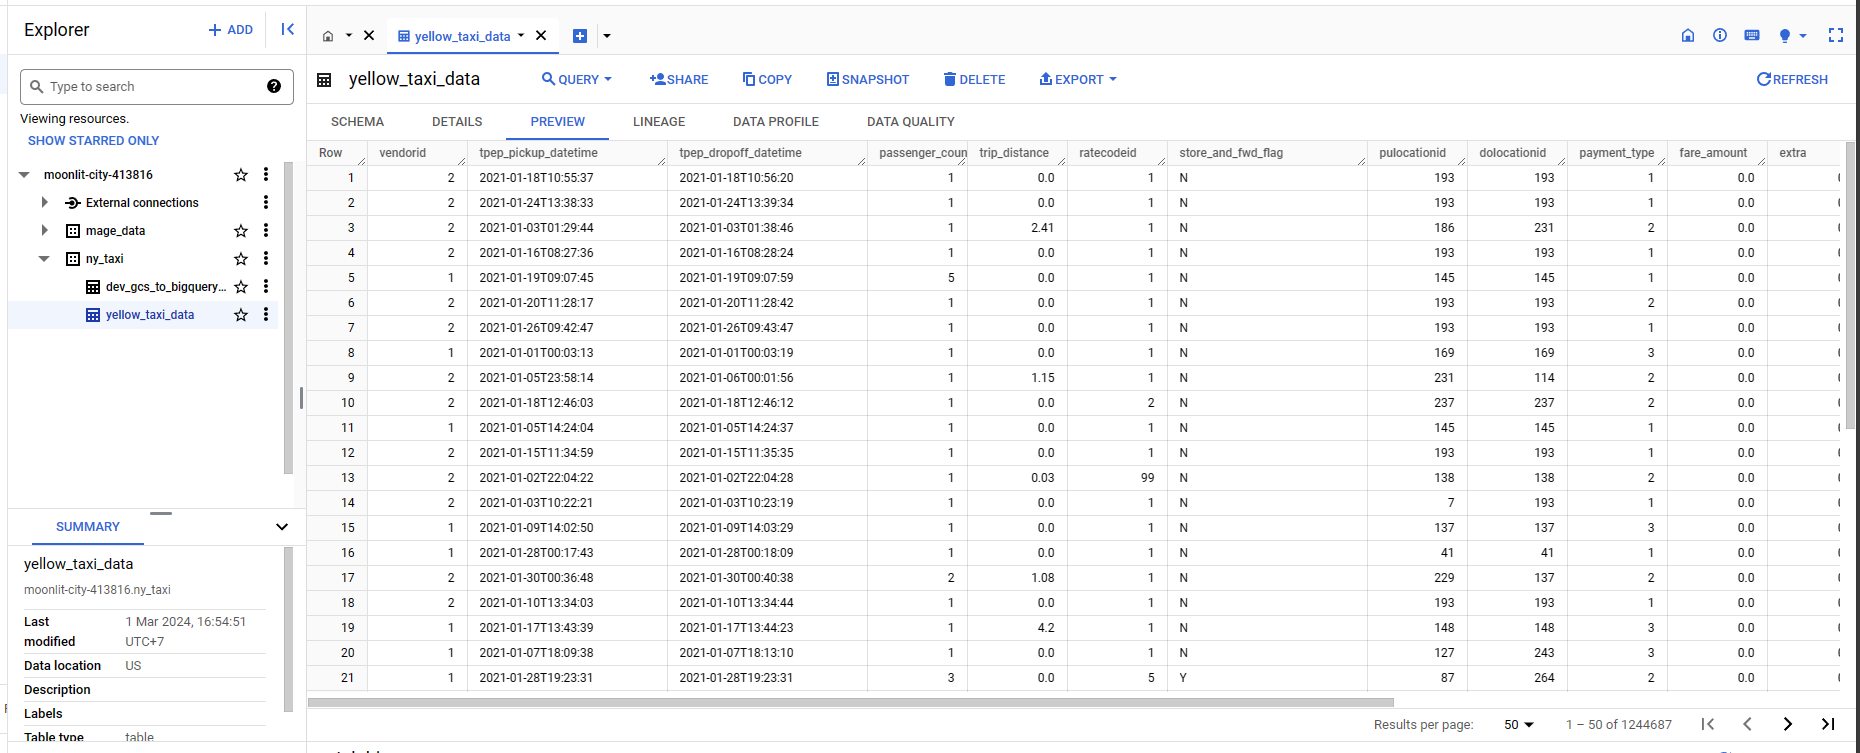 Explorer
+ ADD
yellow_taxi_data
Type to search
Viewing resources.
SHOW STARRED ONLY
moonlit-city-413816
External connections
mage_data
ny_taxi
dev_gcs_to_bigquery...
yellow_taxi_data
SUMMARY
yellow_taxi_data
moonlit-city-413816.ny_taxi
Last modified 1 Mar 2024, 16:54:51 UTC+7
Data location US
Description
Labels
Table type table
yellow_taxi_data
QUERY SHARE COPY SNAPSHOT DELETE EXPORT REFRESH
SCHEMA DETAILS PREVIEW LINEAGE DATA PROFILE DATA QUALITY
Row vendorid tpep_pickup_datetime tpep_dropoff_datetime passenger_coun trip_distance ratecodeid store_and_fwd_flag pulocationid dolocationid payment_type fare_amount extra
1 2 2021-01-18T10:55:37 2021-01-18T10:56:20 1 0.0 1 N 193 193 1 0.0
2 2 2021-01-24T13:38:33 2021-01-24T13:39:34 1 0.0 1 N 193 193 1 0.0
3 2 2021-01-03T01:29:44 2021-01-03T01:38:46 1 2.41 1 N 186 231 2 0.0
4 2 2021-01-16T08:27:36 2021-01-16T08:28:24 1 0.0 1 N 193 193 1 0.0
5 1 2021-01-19T09:07:45 2021-01-19T09:07:59 5 0.0 1 N 145 145 1 0.0
6 2 2021-01-20T11:28:17 2021-01-20T11:28:42 1 0.0 1 N 193 193 2 0.0
7 2 2021-01-26T09:42:47 2021-01-26T09:43:47 1 0.0 1 N 193 193 1 0.0
8 1 2021-01-01T00:03:13 2021-01-01T00:03:19 1 0.0 1 N 169 169 3 0.0
9 2 2021-01-05T23:58:14 2021-01-06T00:01:56 1 1.15 1 N 231 114 2 0.0
10 2 2021-01-18T12:46:03 2021-01-18T12:46:12 1 0.0 2 N 237 237 2 0.0
11 1 2021-01-05T14:24:04 2021-01-05T14:24:37 1 0.0 1 N 145 145 1 0.0
12 2 2021-01-15T11:34:59 2021-01-15T11:35:35 1 0.0 1 N 193 193 1 0.0
13 2 2021-01-02T22:04:22 2021-01-02T22:04:28 1 0.03 99 N 138 138 2 0.0
14 2 2021-01-03T10:22:21 2021-01-03T10:23:19 1 0.0 1 N 7 193 1 0.0
15 1 2021-01-09T14:02:50 2021-01-09T14:03:29 1 0.0 1 N 137 137 3 0.0
16 1 2021-01-28T00:17:43 2021-01-28T00:18:09 1 0.0 1 N 41 41 1 0.0
17 2 2021-01-30T00:36:48 2021-01-30T00:40:38 2 1.08 1 N 229 137 2 0.0
18 2 2021-01-10T13:34:03 2021-01-10T13:34:44 1 0.0 1 N 193 193 1 0.0
19 1 2021-01-17T13:43:39 2021-01-17T13:44:23 1 4.2 1 N 148 148 3 0.0
20 1 2021-01-07T18:09:38 2021-01-07T18:13:10 1 0.0 1 N 127 243 3 0.0
21 1 2021-01-28T19:23:31 2021-01-28T19:23:31 3 0.0 5 Y 87 264 2 0.0
Results per page: 50 1 – 50 of 1244687